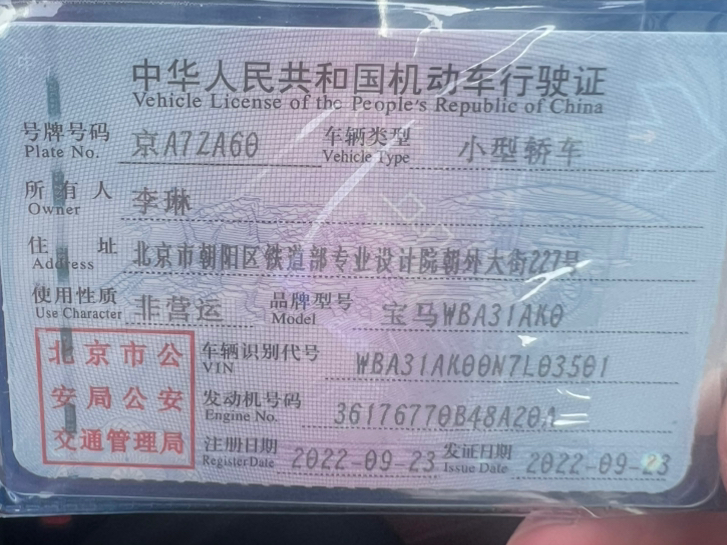 中华人民共和国机动车行驶证
Vehicle License of the People's Republic of China
号牌号码 京A7ZA60 车辆类型 小型轿车
Plate No. Vehicle Type
所有人 李琳
Owner
住址 北京市朝阳区铁道部专业设计院朝外大街227号
Address
使用性质 非营运 品牌型号 宝马WBA31AK0
Use Character Model
北京市公
安局公安
交通管理局
车辆识别代号 WBA31AK00N7L03501
VIN
发动机号码 36176770B48A20A
Engine No.
注册日期 2022-09-23 发证日期 2022-09-23
Register Date Issue Date